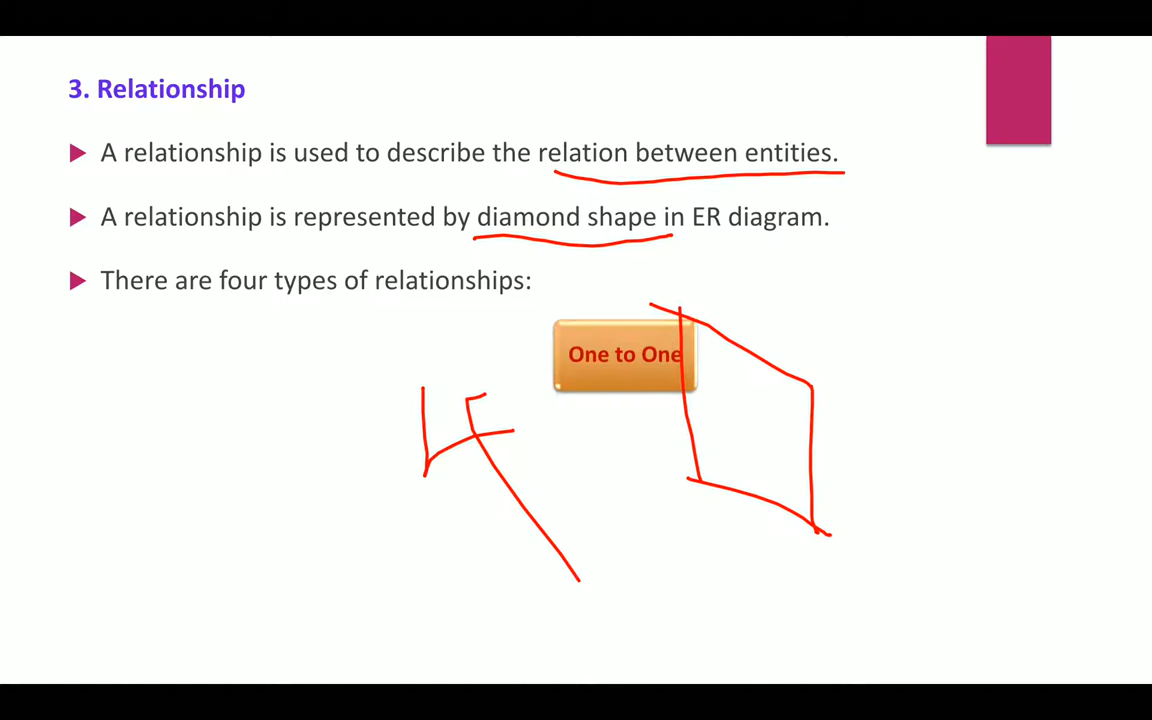 3. Relationship
A relationship is used to describe the relation between entities.
A relationship is represented by diamond shape in ER diagram.
There are four types of relationships:
One to One